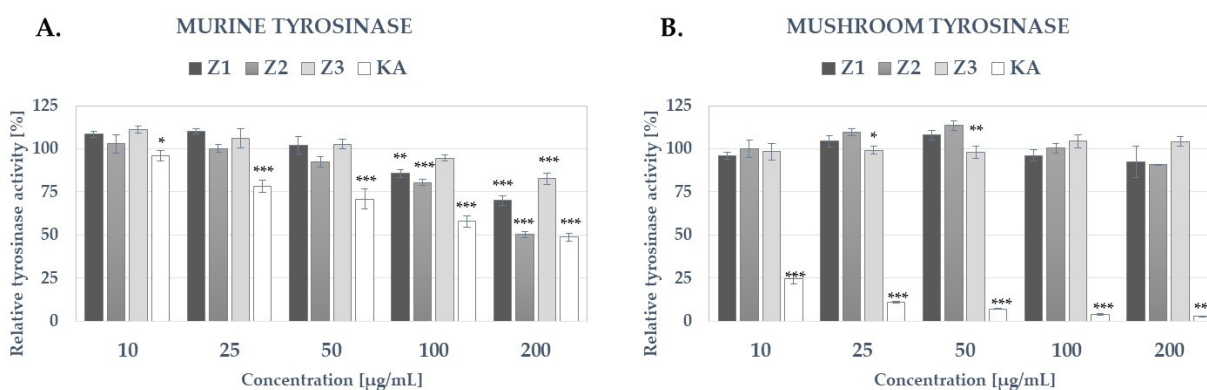 A. MURINE TYROSINASE
Z1 Z2 Z3 KA
Relative tyrosinase activity [%]
125
100
75
50
25
0
* *** *** ** *** *** *** *** *** ***
10 25 50 100 200
Concentration [µg/mL]
B. MUSHROOM TYROSINASE
Z1 Z2 Z3 KA
Relative tyrosinase activity [%]
125
100
75
50
25
0
*** * *** ** *** *** **
10 25 50 100 200
Concentration [µg/mL]